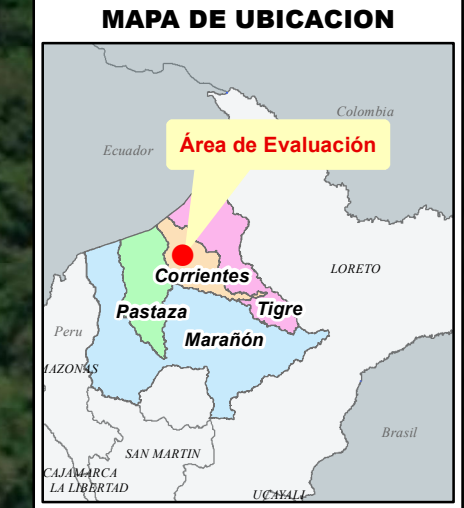 MAPA DE UBICACION
Colombia
Ecuador
Área de Evaluación
LORETO
Corrientes
Pastaza
Tigre
Peru
Marañón
MAZONAS
Brasil
SAN MARTIN
CAJAMARCA
LA LIBERTAD
UCAYALI